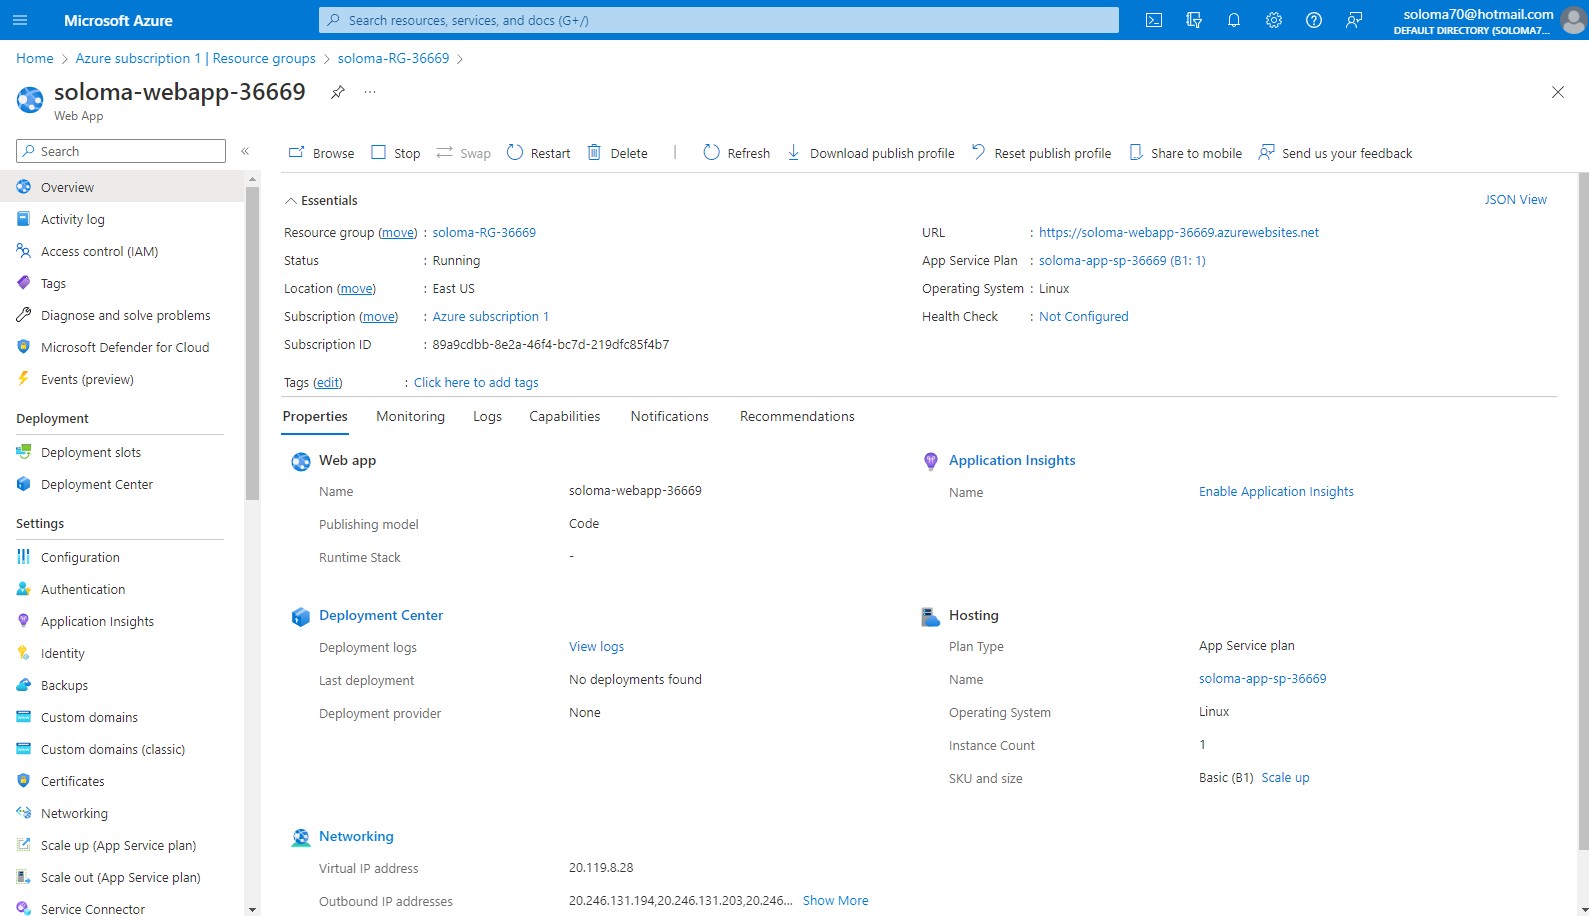 Microsoft Azure
Search resources, services, and docs (G+/)
soloma70@hotmail.com
DEFAULT DIRECTORY (SOLOMA7...
Home > Azure subscription 1 | Resource groups > soloma-RG-36669 >
soloma-webapp-36669
Web App
Search
Overview
Activity log
Access control (IAM)
Tags
Diagnose and solve problems
Microsoft Defender for Cloud
Events (preview)
Deployment
Deployment slots
Deployment Center
Settings
Configuration
Authentication
Application Insights
Identity
Backups
Custom domains
Custom domains (classic)
Certificates
Networking
Scale up (App Service plan)
Scale out (App Service plan)
Service Connector
Browse Stop Swap Restart Delete | Refresh Download publish profile Reset publish profile Share to mobile Send us your feedback
Essentials
JSON View
Resource group (move) : soloma-RG-36669
Status : Running
Location (move) : East US
Subscription (move) : Azure subscription 1
Subscription ID : 89a9cdbb-8e2a-46f4-bc7d-219dfc85f4b7
URL : https://soloma-webapp-36669.azurewebsites.net
App Service Plan : soloma-app-sp-36669 (B1: 1)
Operating System : Linux
Health Check : Not Configured
Tags (edit) : Click here to add tags
Properties Monitoring Logs Capabilities Notifications Recommendations
Web app
Name soloma-webapp-36669
Publishing model Code
Runtime Stack -
Application Insights
Name Enable Application Insights
Deployment Center
Deployment logs View logs
Last deployment No deployments found
Deployment provider None
Hosting
Plan Type App Service plan
Name soloma-app-sp-36669
Operating System Linux
Instance Count 1
SKU and size Basic (B1) Scale up
Networking
Virtual IP address 20.119.8.28
Outbound IP addresses 20.246.131.194,20.246.131.203,20.246... Show More